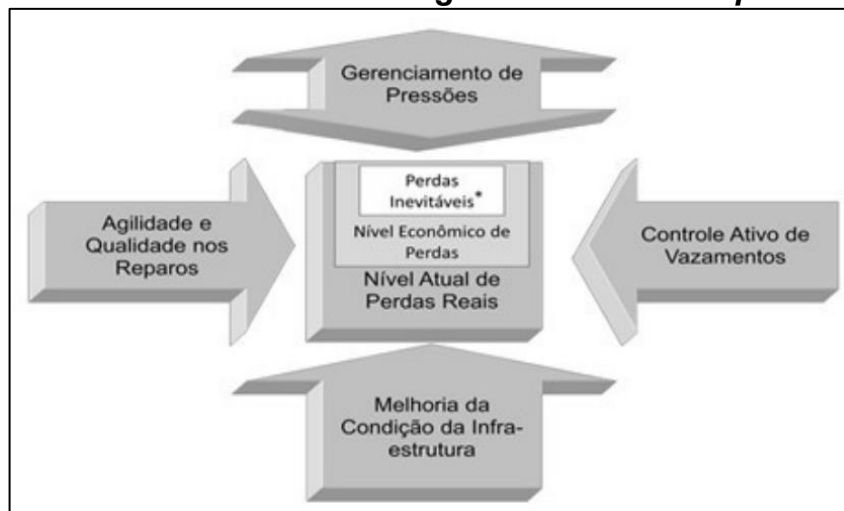 Gerenciamento de
Pressões
Perdas
Inevitáveis*
Nível Econômico de
Perdas
Nível Atual de
Perdas Reais
Agilidade e
Qualidade nos
Reparos
Controle Ativo de
Vazamentos
Melhoria da
Condição da Infra-
estrutura